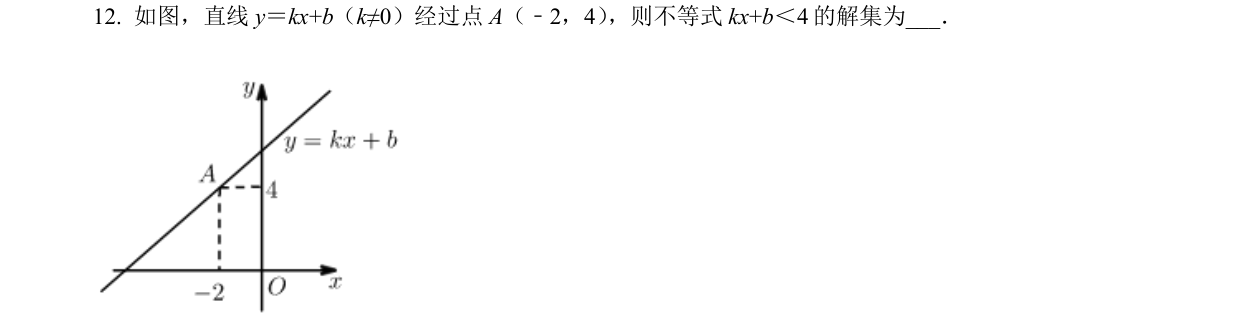 12. 如图，直线 y＝kx+b（k≠0）经过点 A（﹣2，4），则不等式 kx+b＜4 的解集为___．
y
y = kx + b
A
4
−2
O
x